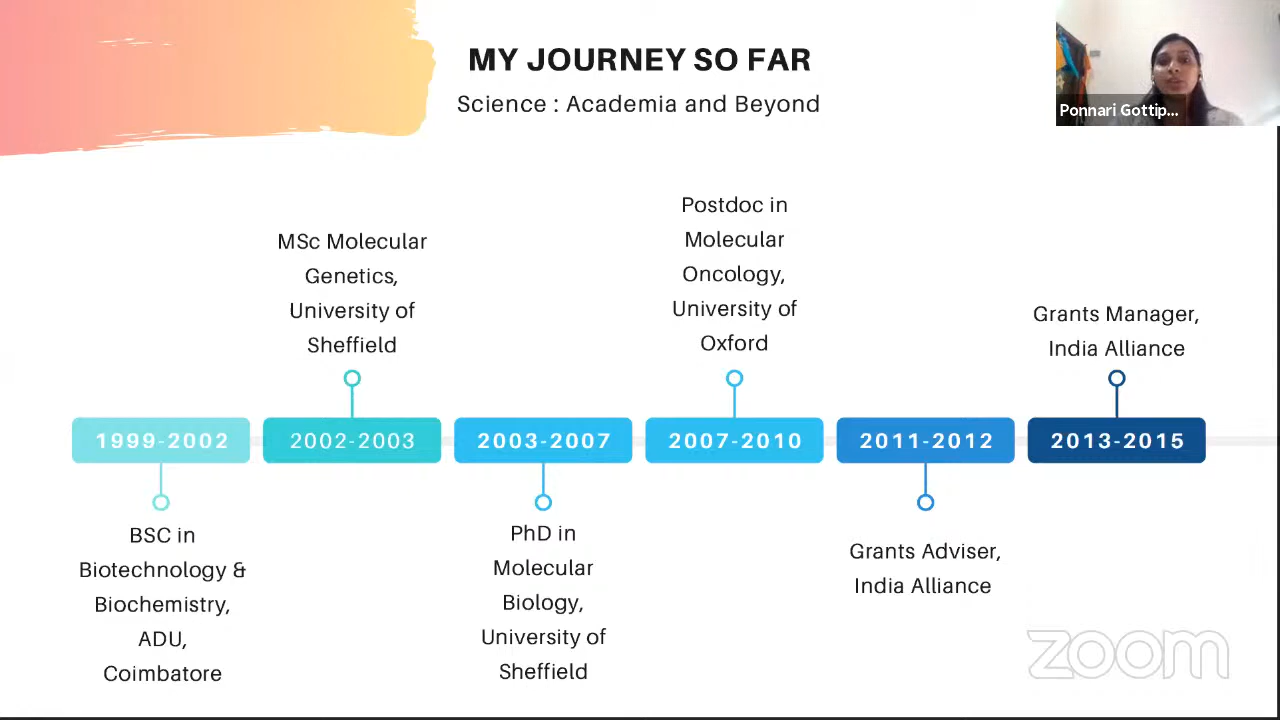 MY JOURNEY SO FAR
Science : Academia and Beyond
Ponnari Gottip...
MSc Molecular
Genetics,
University of
Sheffield
Postdoc in
Molecular
Oncology,
University of
Oxford
Grants Manager,
India Alliance
1999-2002
2002-2003
2003-2007
2007-2010
2011-2012
2013-2015
BSC in
Biotechnology &
Biochemistry,
ADU,
Coimbatore
PhD in
Molecular
Biology,
University of
Sheffield
Grants Adviser,
India Alliance
zoom